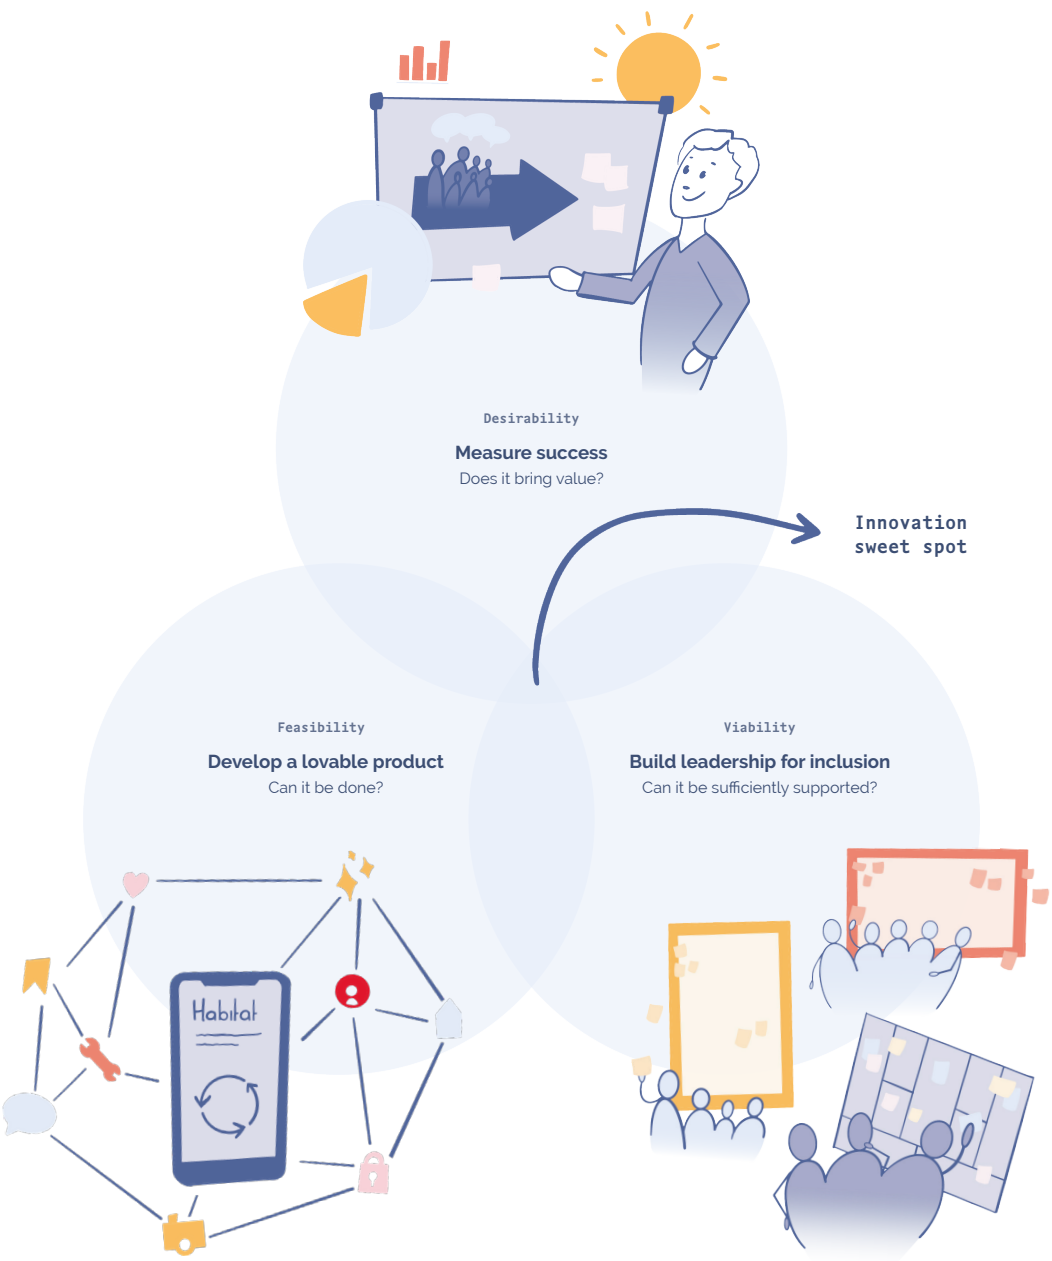 Desirability
Measure success
Does it bring value?
Innovation
sweet spot
Feasibility
Develop a lovable product
Can it be done?
Viability
Build leadership for inclusion
Can it be sufficiently supported?
Habitat